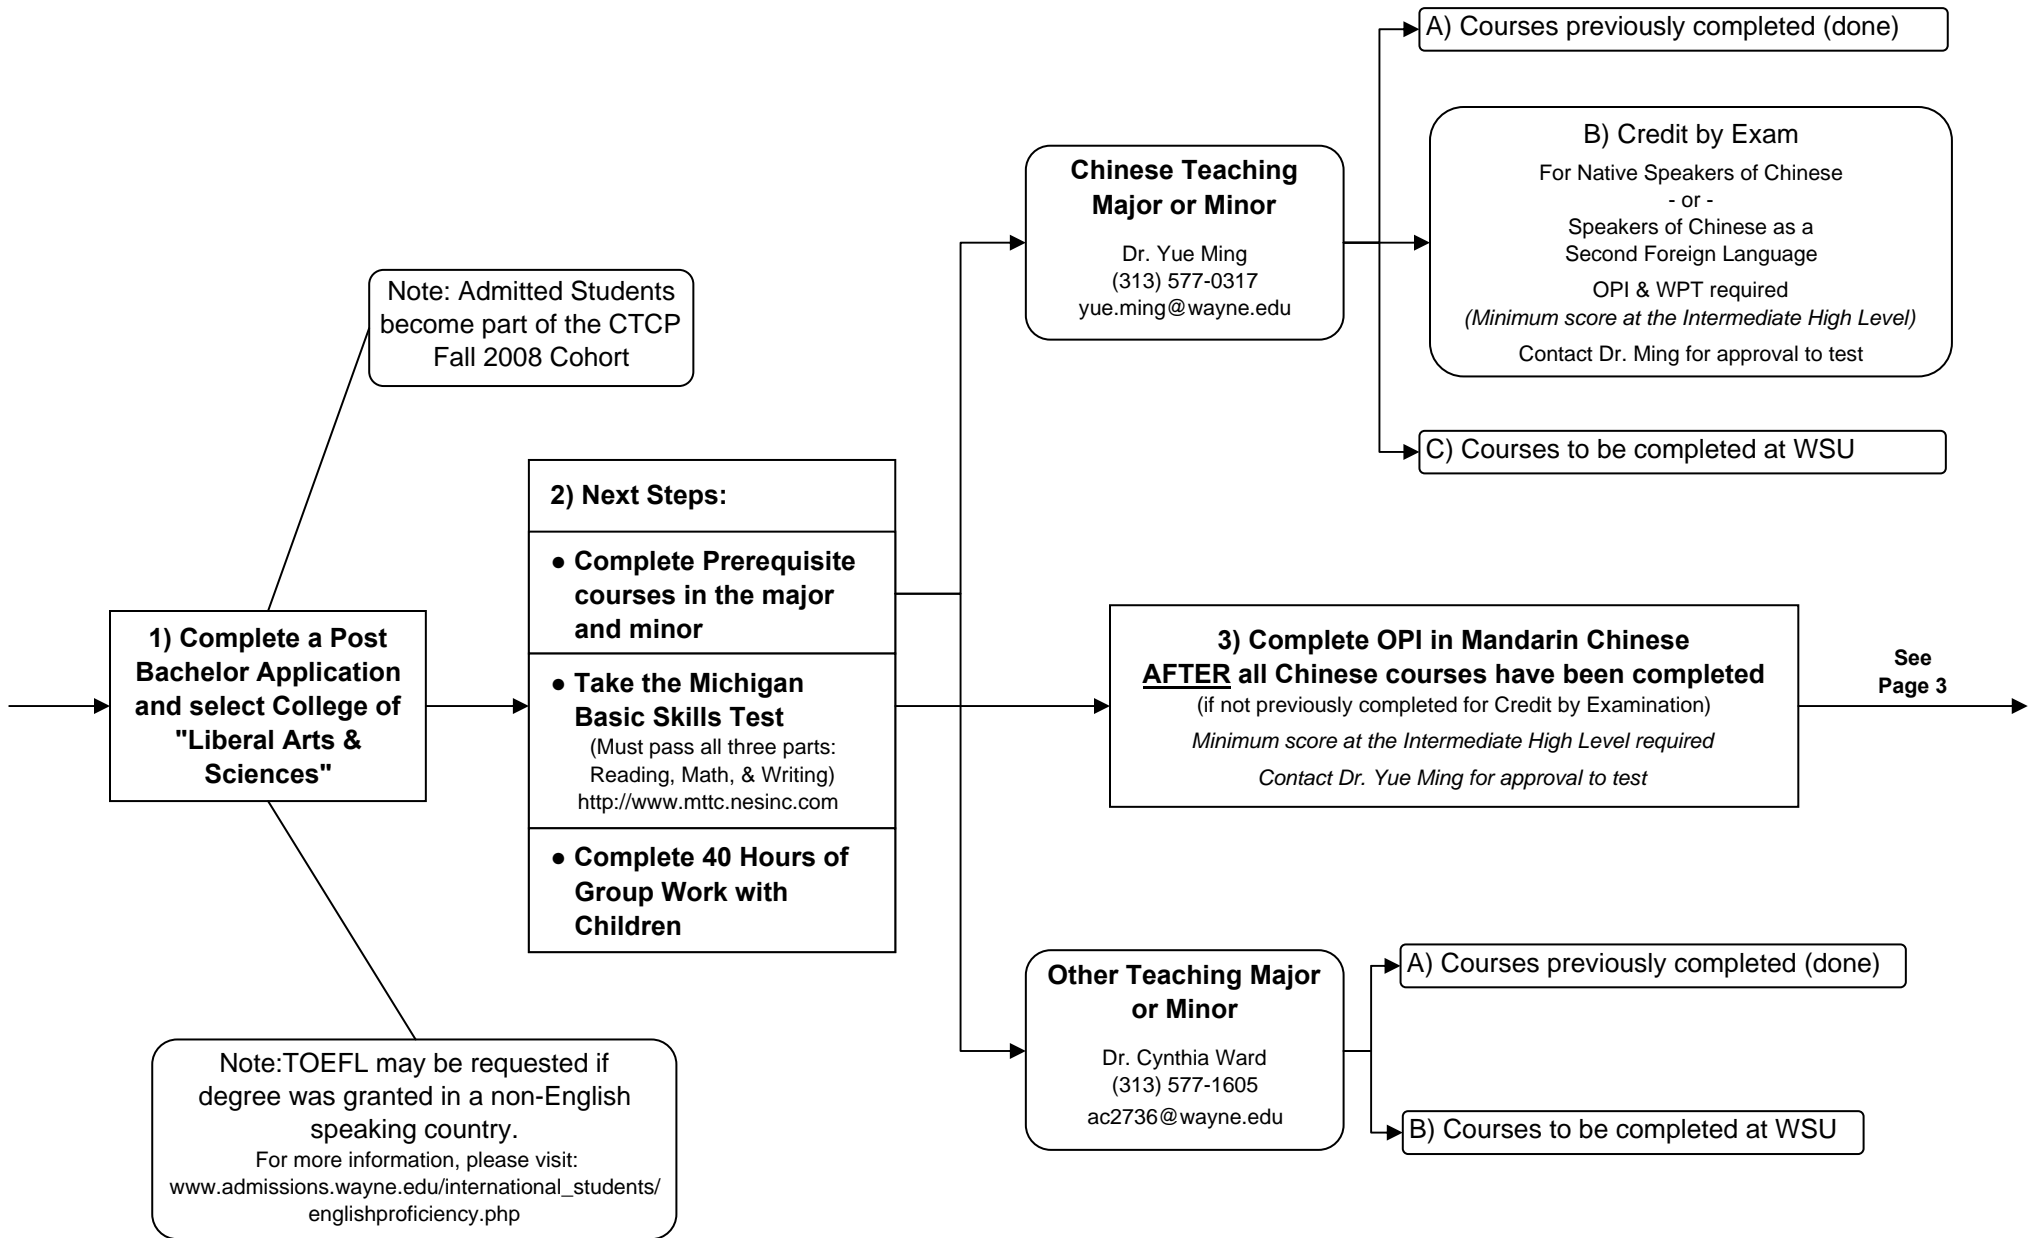 Note: Admitted Students
become part of the CTCP
Fall 2008 Cohort
1) Complete a Post
Bachelor Application
and select College of
"Liberal Arts &
Sciences"
Note:TOEFL may be requested if
degree was granted in a non-English
speaking country.
For more information, please visit:
www.admissions.wayne.edu/international_students/
englishproficiency.php
2) Next Steps:
● Complete Prerequisite
courses in the major
and minor
● Take the Michigan
Basic Skills Test
(Must pass all three parts:
Reading, Math, & Writing)
http://www.mttc.nesinc.com
● Complete 40 Hours of
Group Work with
Children
Chinese Teaching
Major or Minor
Dr. Yue Ming
(313) 577-0317
yue.ming@wayne.edu
A) Courses previously completed (done)
B) Credit by Exam
For Native Speakers of Chinese
- or -
Speakers of Chinese as a
Second Foreign Language
OPI & WPT required
(Minimum score at the Intermediate High Level)
Contact Dr. Ming for approval to test
C) Courses to be completed at WSU
3) Complete OPI in Mandarin Chinese
AFTER all Chinese courses have been completed
(if not previously completed for Credit by Examination)
Minimum score at the Intermediate High Level required
Contact Dr. Yue Ming for approval to test
See
Page 3
Other Teaching Major
or Minor
Dr. Cynthia Ward
(313) 577-1605
ac2736@wayne.edu
A) Courses previously completed (done)
B) Courses to be completed at WSU